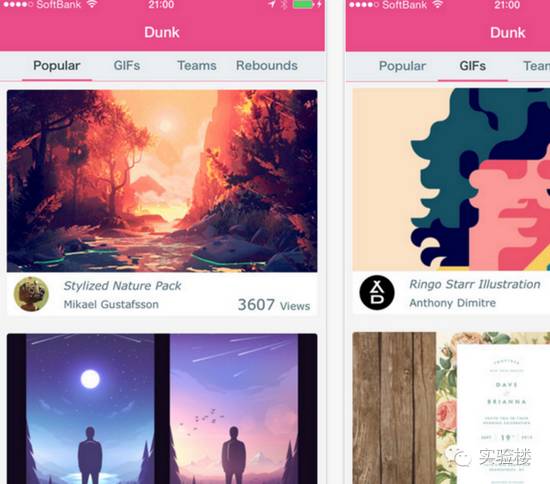 SoftBank
21:00
Dunk
Popular
GIFs
Teams
Rebounds
Stylized Nature Pack
Mikael Gustafsson
3607 Views
SoftBank
21:00
Dunk
Popular
GIFs
Team
Ringo Starr Illustration
Anthony Dimitre
DAVE
BRIANNA
实验楼